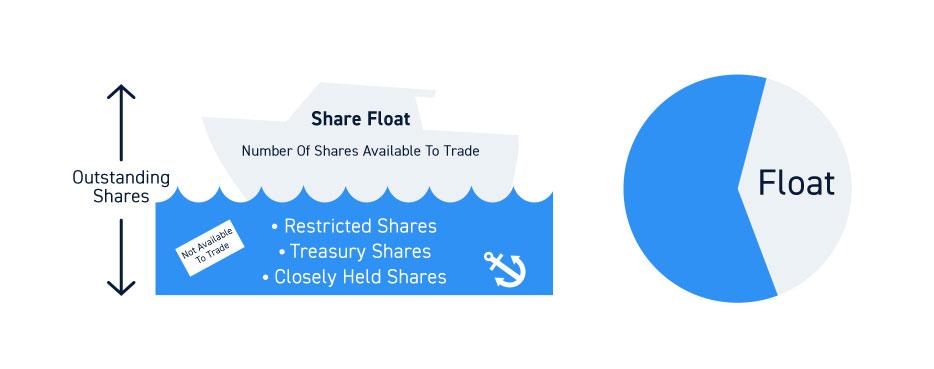 Share Float
Number Of Shares Available To Trade
Outstanding
Shares
Not Available
To Trade
• Restricted Shares
• Treasury Shares
• Closely Held Shares
Float